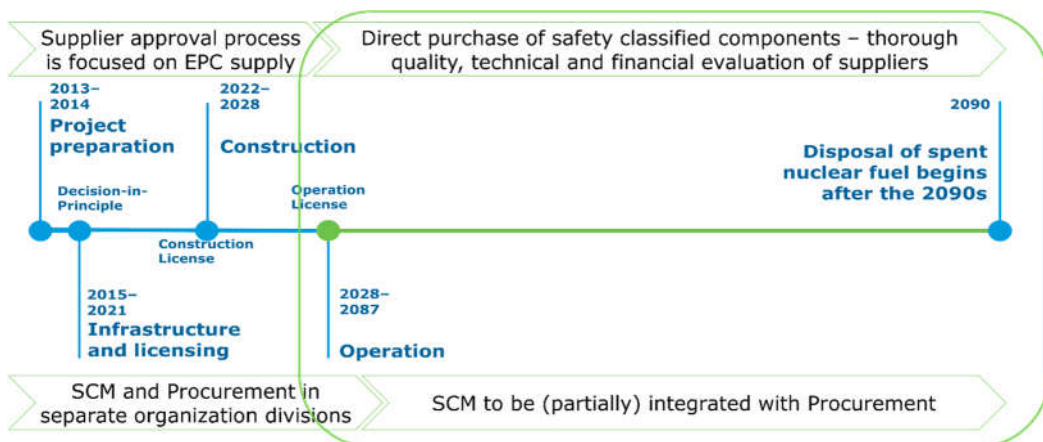 Supplier approval process
is focused on EPC supply
Direct purchase of safety classified components – thorough
quality, technical and financial evaluation of suppliers
2013–
2014
Project
preparation
2022–
2028
Construction
2090
Disposal of spent
nuclear fuel begins
after the 2090s
Decision-in-
Principle
Operation
License
Construction
License
2015–
2021
Infrastructure
and licensing
2028–
2087
Operation
SCM and Procurement in
separate organization divisions
SCM to be (partially) integrated with Procurement